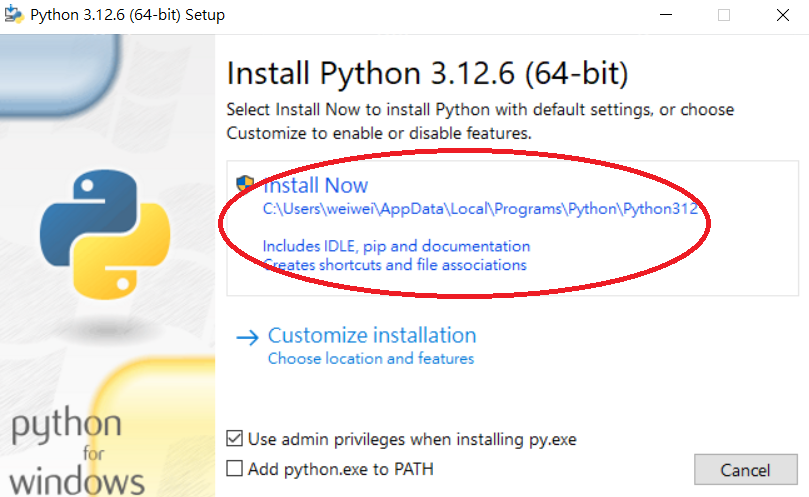 Python 3.12.6 (64-bit) Setup
Install Python 3.12.6 (64-bit)
Select Install Now to install Python with default settings, or choose
Customize to enable or disable features.
Install Now
C:\Users\weiwei\AppData\Local\Programs\Python\Python312
Includes IDLE, pip and documentation
Creates shortcuts and file associations
Customize installation
Choose location and features
Use admin privileges when installing py.exe
Add python.exe to PATH
Cancel
python
for
windows